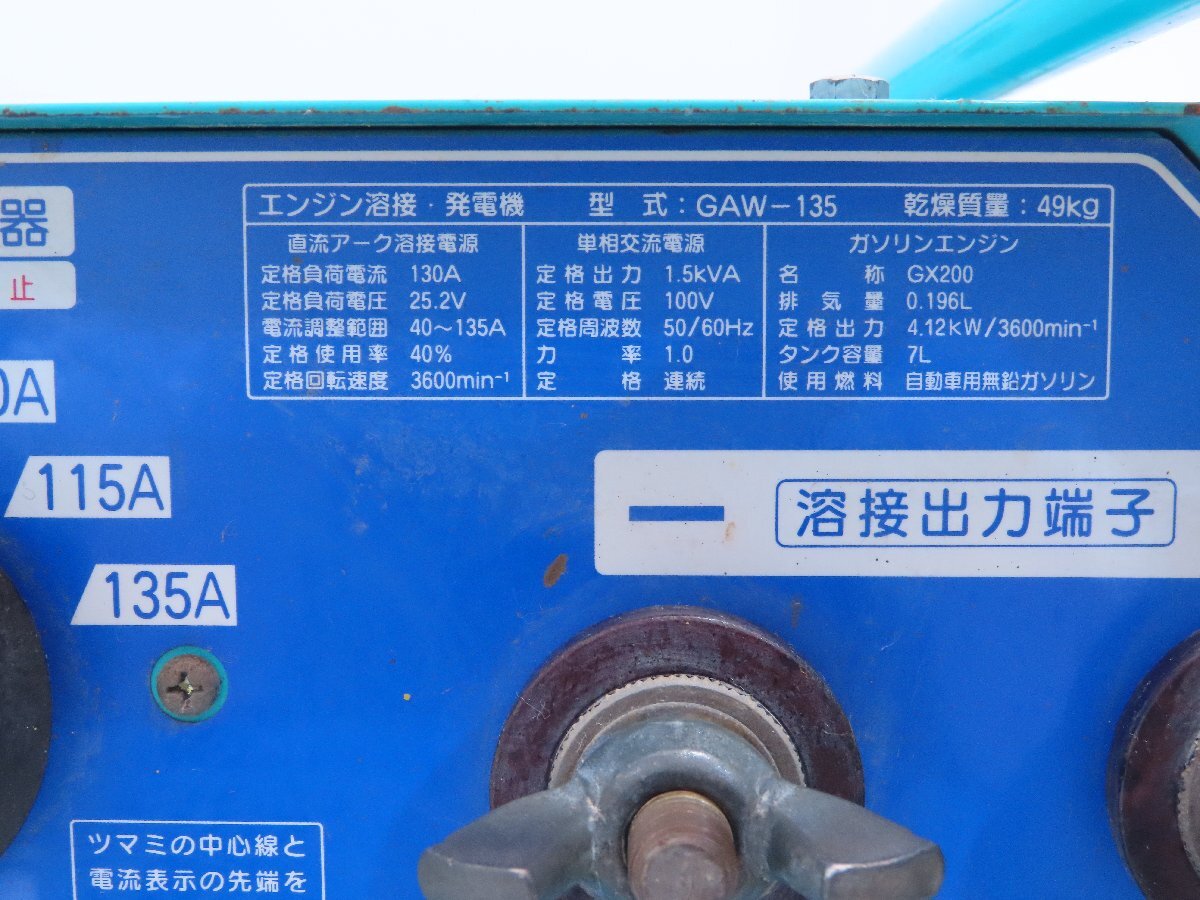 エンジン溶接・発電機 型式：GAW-135 乾燥質量：49kg
直流アーク溶接電源
定格負荷電流 130A
定格負荷電圧 25.2V
電流調整範囲 40～135A
定格使用率 40%
定格回転速度 3600min⁻¹
単相交流電源
定格出力 1.5kVA
定格電圧 100V
定格周波数 50/60Hz
力率 1.0
定格 連続
ガソリンエンジン
名称 GX200
排気量 0.196L
定格出力 4.12kW/3600min⁻¹
タンク容量 7L
使用燃料 自動車用無鉛ガソリン
器
止
0A
115A
135A
－ 溶接出力端子
ツマミの中心線と
電流表示の先端を